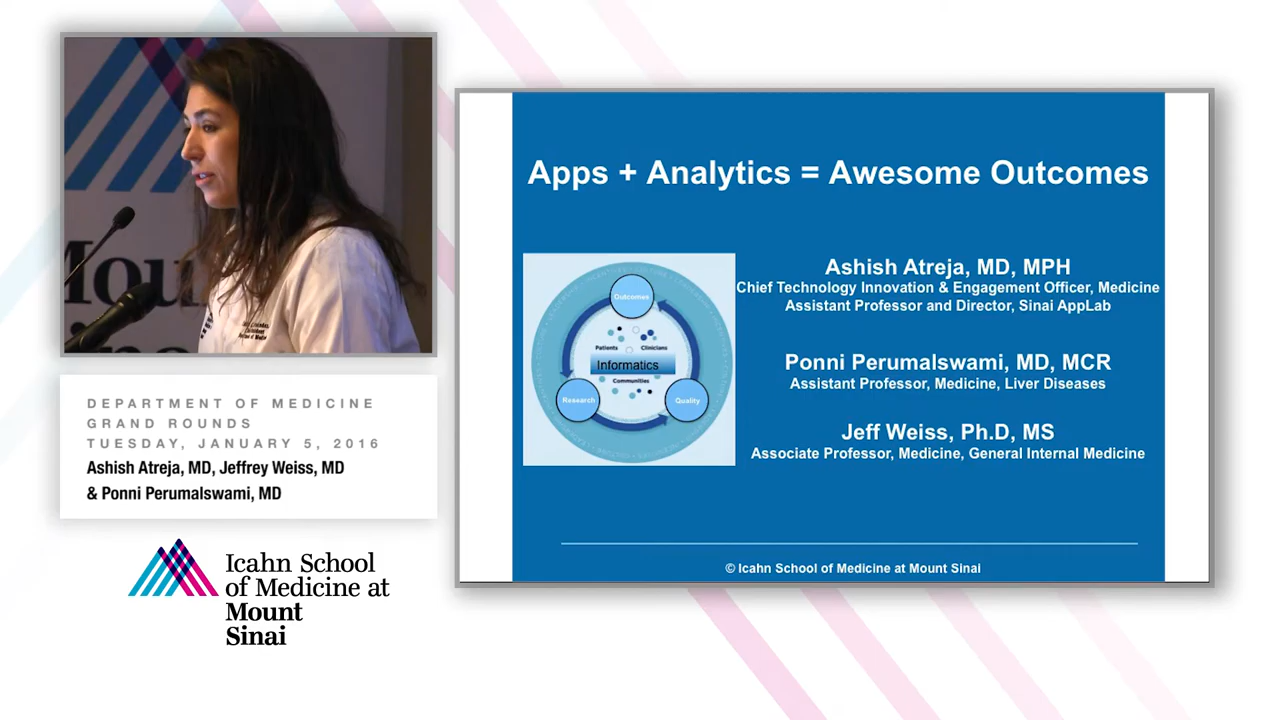 DEPARTMENT OF MEDICINE
GRAND ROUNDS
TUESDAY, JANUARY 5, 2016
Ashish Atreja, MD, Jeffrey Weiss, MD
& Ponni Perumalswami, MD
Icahn School
of Medicine at
Mount
Sinai
Apps + Analytics = Awesome Outcomes
Outcomes
Patients Clinicians
Informatics
Communities
Research
Quality
Ashish Atreja, MD, MPH
Chief Technology Innovation & Engagement Officer, Medicine
Assistant Professor and Director, Sinai AppLab
Ponni Perumalswami, MD, MCR
Assistant Professor, Medicine, Liver Diseases
Jeff Weiss, Ph.D, MS
Associate Professor, Medicine, General Internal Medicine
© Icahn School of Medicine at Mount Sinai